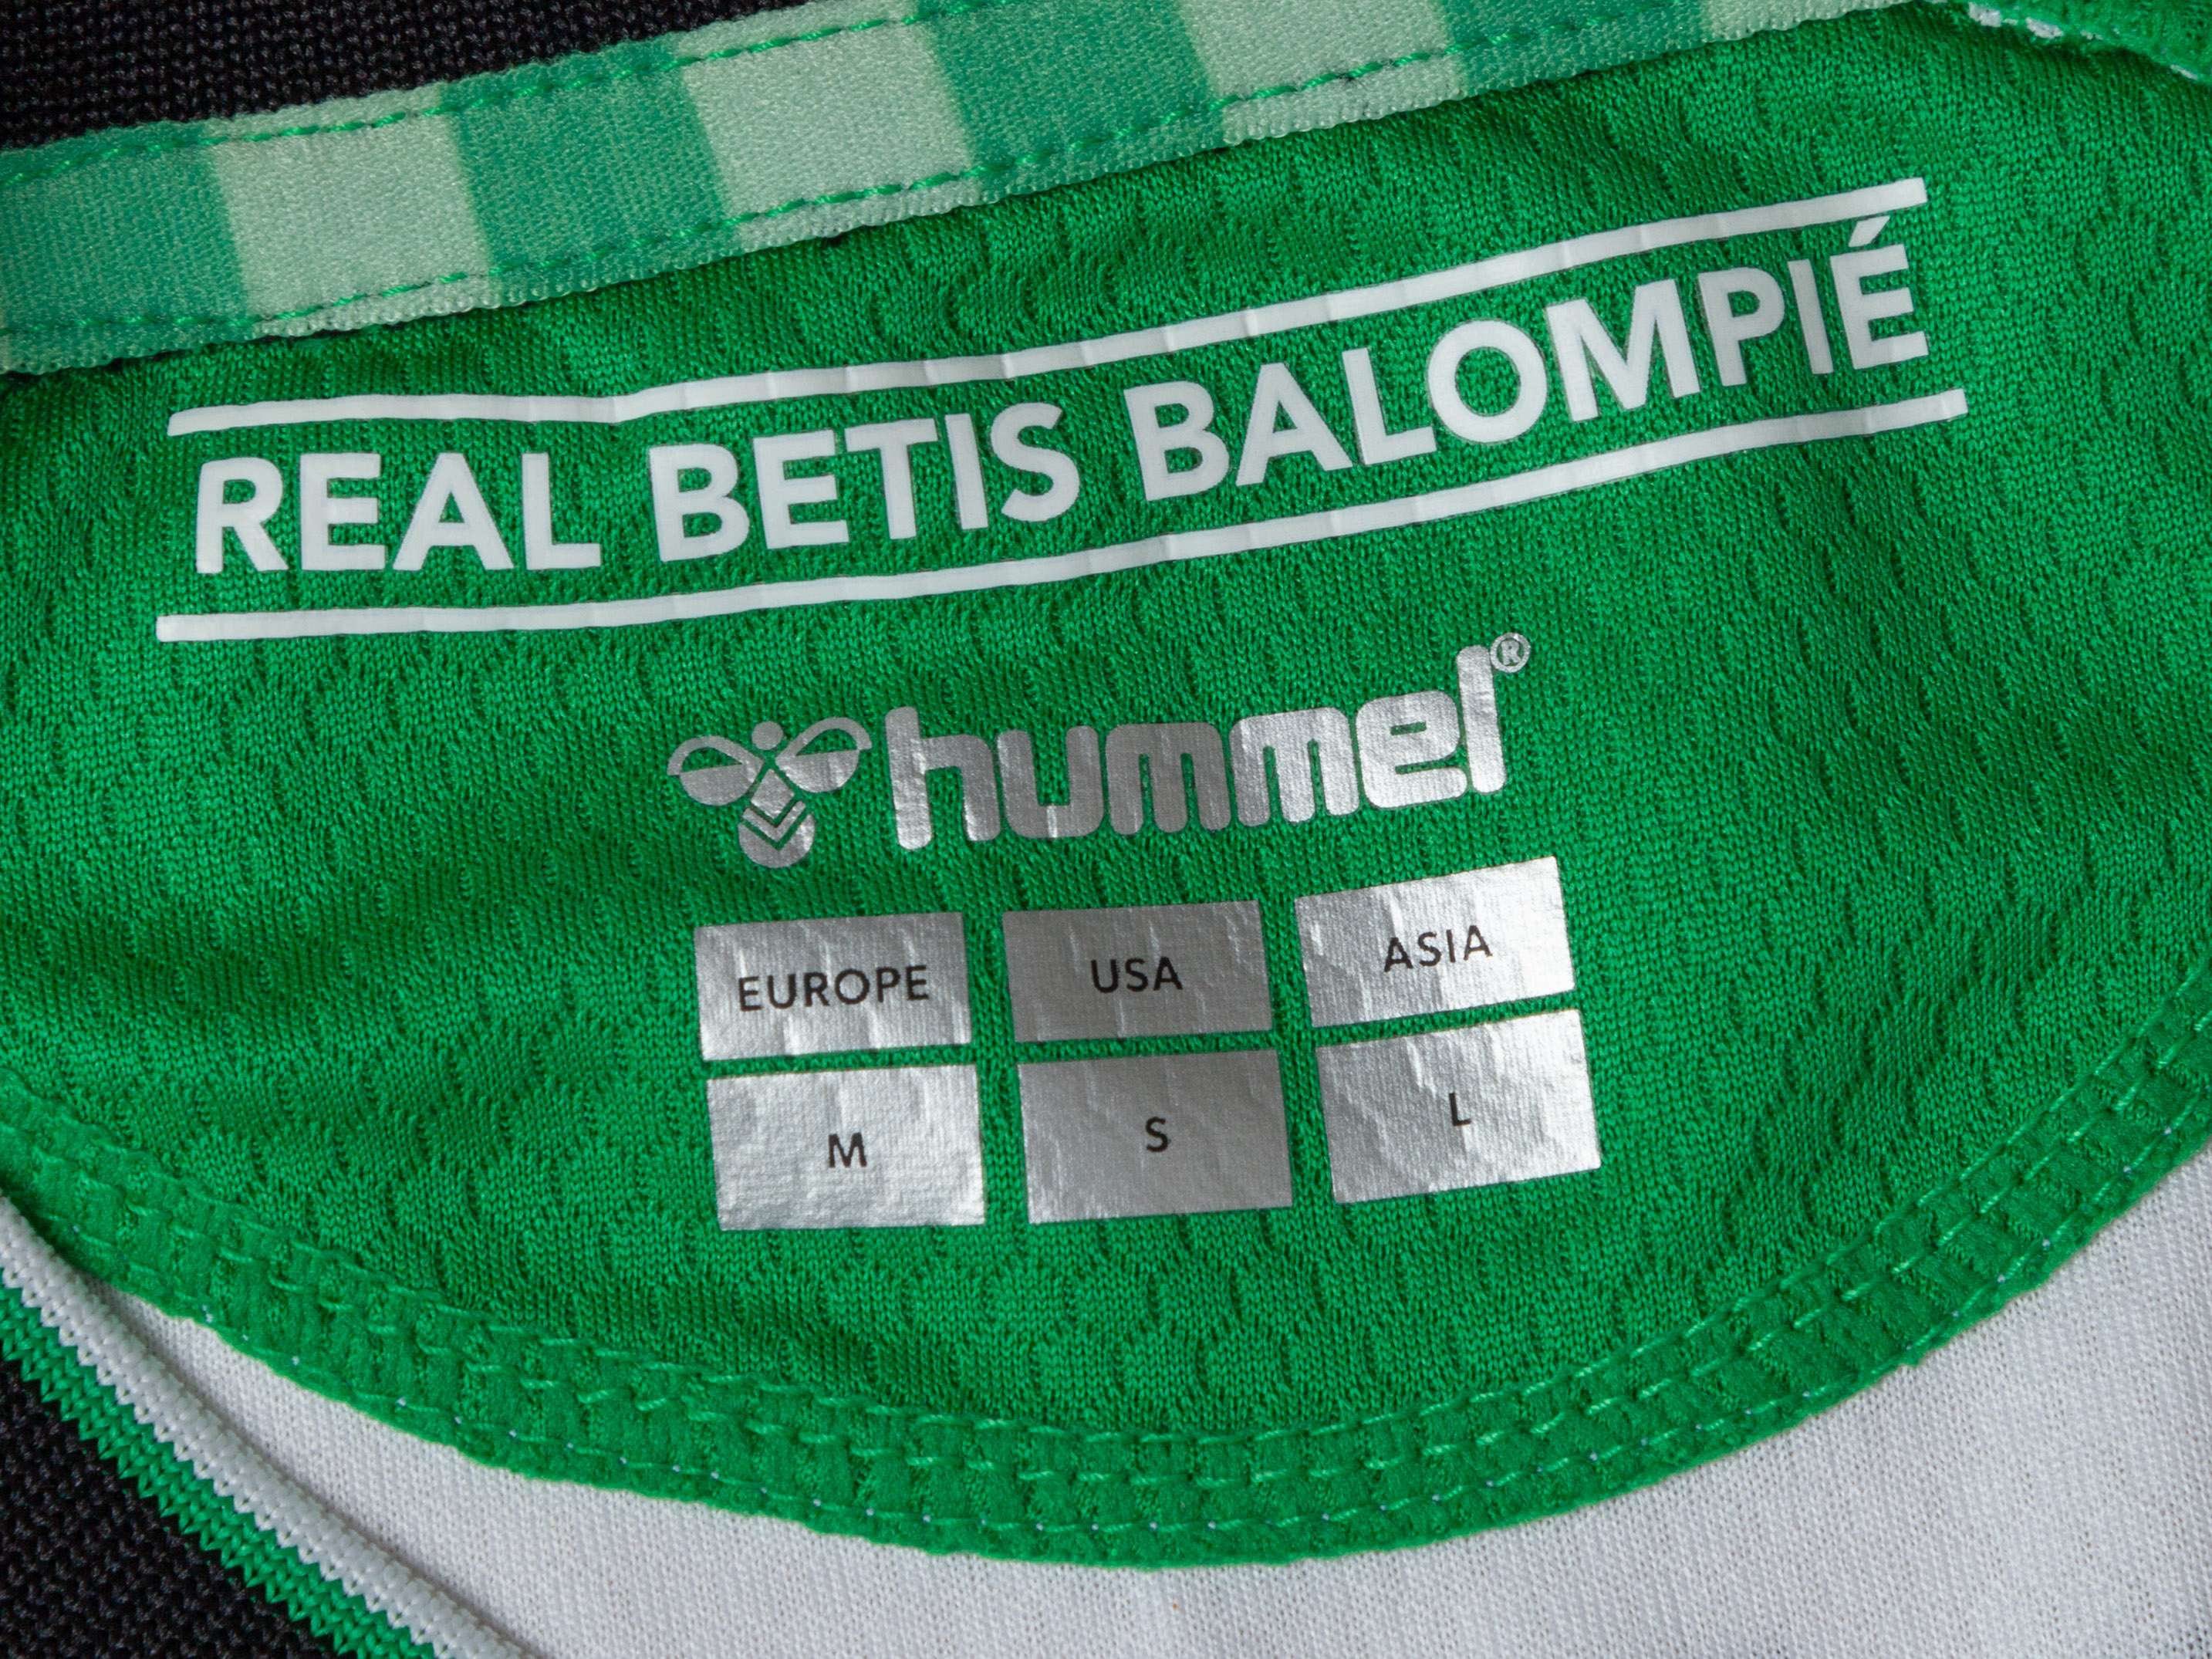 REAL BETIS BALOMPIÉ
hummel®
EUROPE USA ASIA
M S L